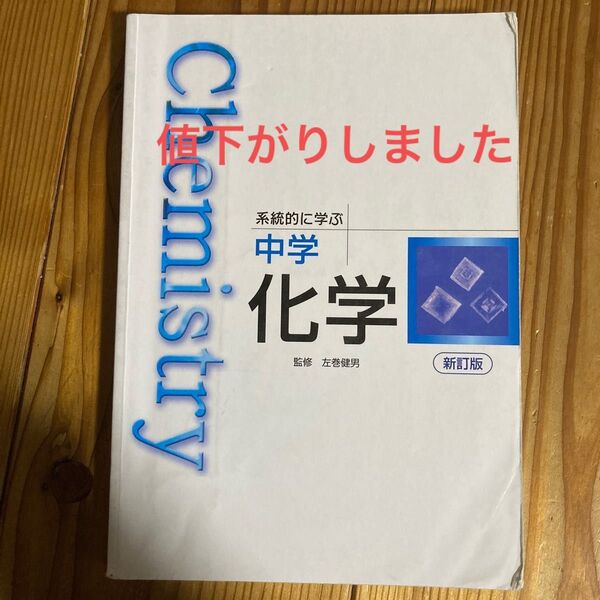 Chemistry
値下がりしました
系統的に学ぶ
中学
化学
監修 左巻健男
新訂版